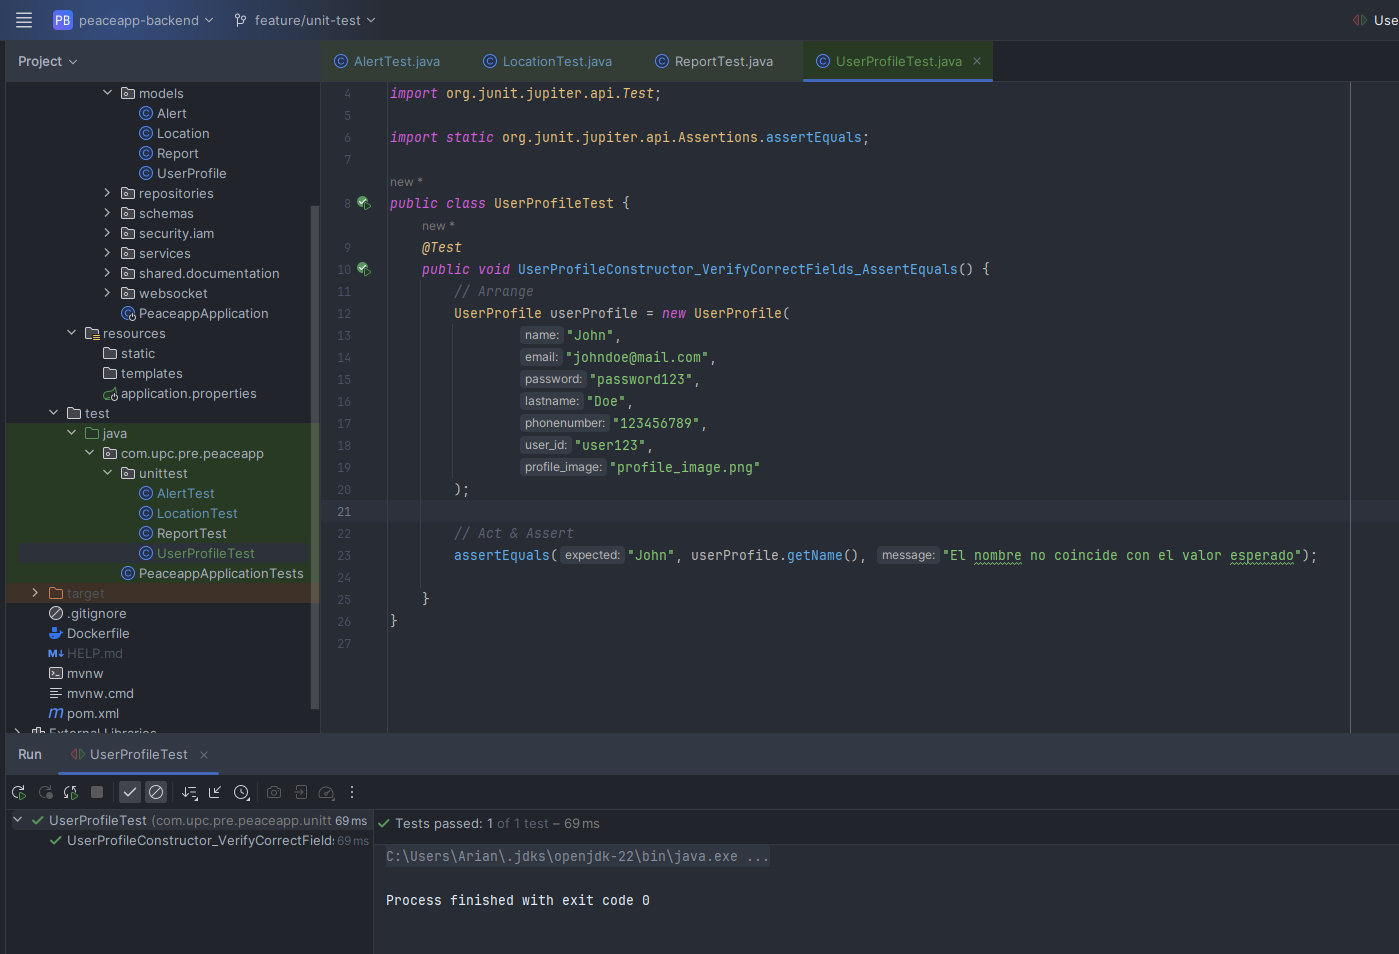 PB peaceapp-backend feature/unit-test Use
Project
AlertTest.java LocationTest.java ReportTest.java UserProfileTest.java
models
Alert
Location
Report
UserProfile
repositories
schemas
security.iam
services
shared.documentation
websocket
PeaceappApplication
resources
static
templates
application.properties
test
java
com.upc.pre.peaceapp
unittest
AlertTest
LocationTest
ReportTest
UserProfileTest
PeaceappApplicationTests
target
.gitignore
Dockerfile
HELP.md
mvnw
mvnw.cmd
pom.xml
External Libraries
4 import org.junit.jupiter.api.Test;
5
6 import static org.junit.jupiter.api.Assertions.assertEquals;
7
new *
8 public class UserProfileTest {
new *
9 @Test
10 public void UserProfileConstructor_VerifyCorrectFields_AssertEquals() {
11 // Arrange
12 UserProfile userProfile = new UserProfile(
13 name: "John",
14 email: "johndoe@mail.com",
15 password: "password123",
16 lastname: "Doe",
17 phonenumber: "123456789",
18 user_id: "user123",
19 profile_image: "profile_image.png"
20 );
21
22 // Act & Assert
23 assertEquals( expected: "John", userProfile.getName(), message: "El nombre no coincide con el valor esperado");
24
25 }
26 }
27
Run UserProfileTest
UserProfileTest (com.upc.pre.peaceapp.unitt 69 ms
UserProfileConstructor_VerifyCorrectFields 69 ms
Tests passed: 1 of 1 test – 69 ms
C:\Users\Arian\.jdks\openjdk-22\bin\java.exe ...
Process finished with exit code 0